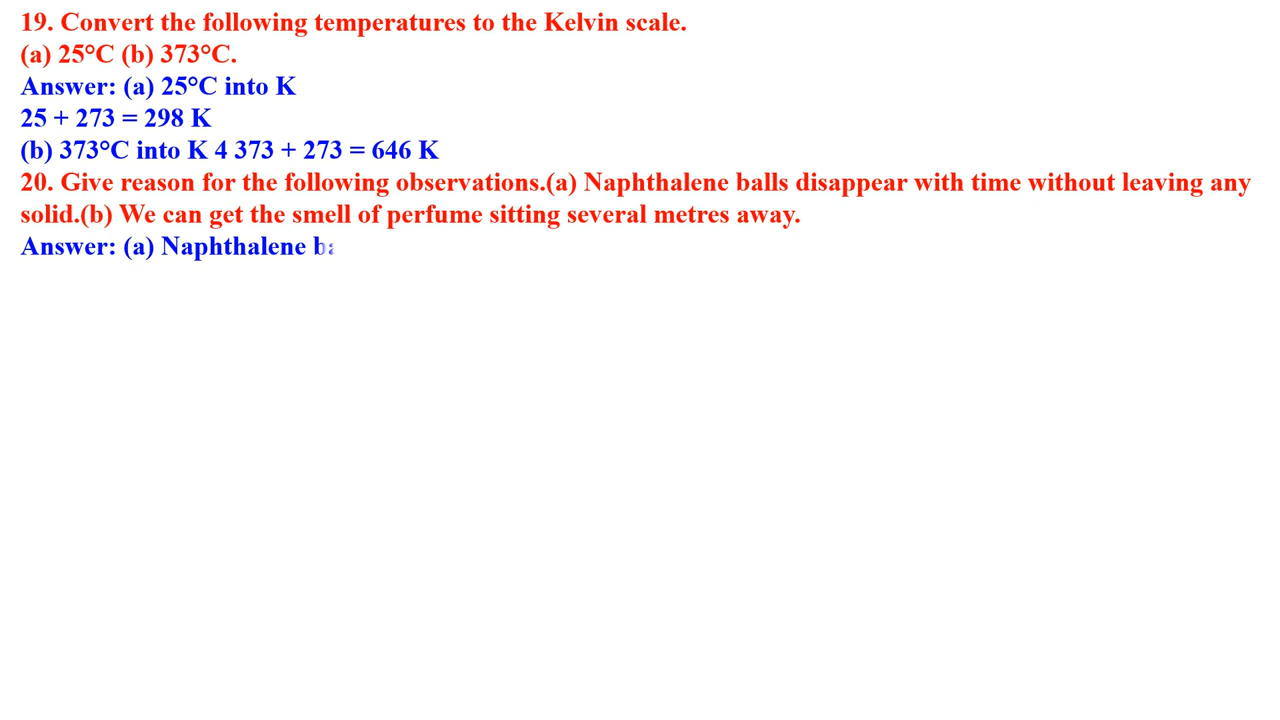 19. Convert the following temperatures to the Kelvin scale.
(a) 25°C (b) 373°C.
Answer: (a) 25°C into K
25 + 273 = 298 K
(b) 373°C into K 4 373 + 273 = 646 K
20. Give reason for the following observations.(a) Naphthalene balls disappear with time without leaving any
solid.(b) We can get the smell of perfume sitting several metres away.
Answer: (a) Naphthalene